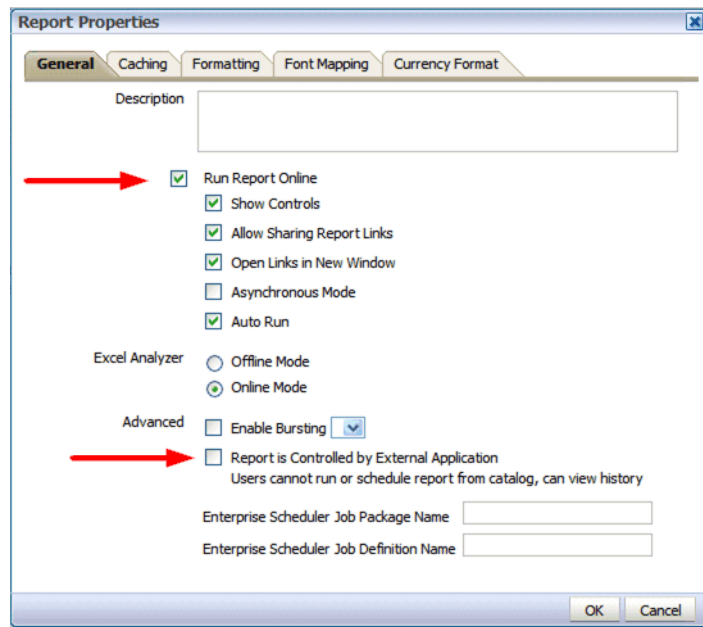 Report Properties
General Caching Formatting Font Mapping Currency Format
Description
Run Report Online
Show Controls
Allow Sharing Report Links
Open Links in New Window
Asynchronous Mode
Auto Run
Excel Analyzer Offline Mode
Online Mode
Advanced Enable Bursting
Report is Controlled by External Application
Users cannot run or schedule report from catalog, can view history
Enterprise Scheduler Job Package Name
Enterprise Scheduler Job Definition Name
OK Cancel